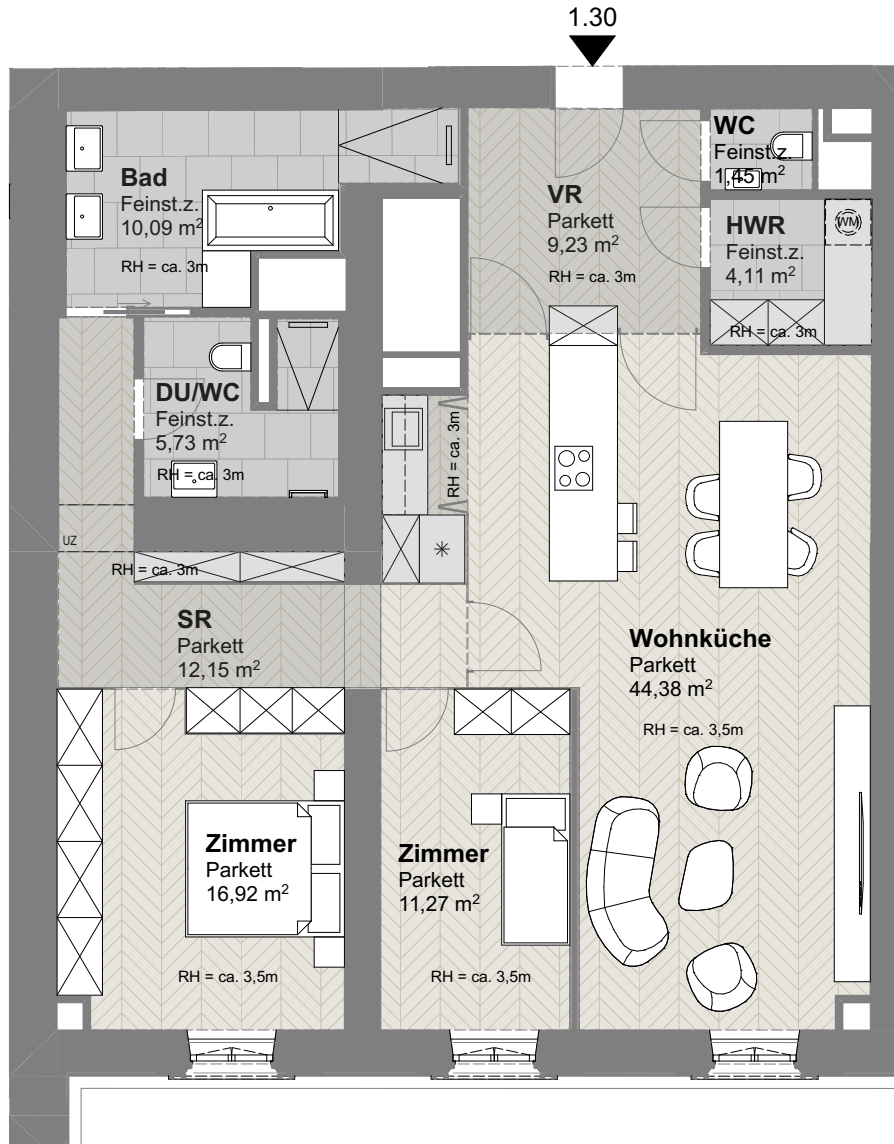 1.30
WC
Feinst.z.
1,45 m²
Bad
Feinst.z.
10,09 m²
RH = ca. 3m
VR
Parkett
9,23 m²
RH = ca. 3m
HWR
Feinst.z.
4,11 m²
WM
RH = ca. 3m
DU/WC
Feinst.z.
5,73 m²
RH = ca. 3m
RH = ca. 3m
UZ
RH = ca. 3m
SR
Parkett
12,15 m²
Wohnküche
Parkett
44,38 m²
RH = ca. 3,5m
Zimmer
Parkett
16,92 m²
RH = ca. 3,5m
Zimmer
Parkett
11,27 m²
RH = ca. 3,5m